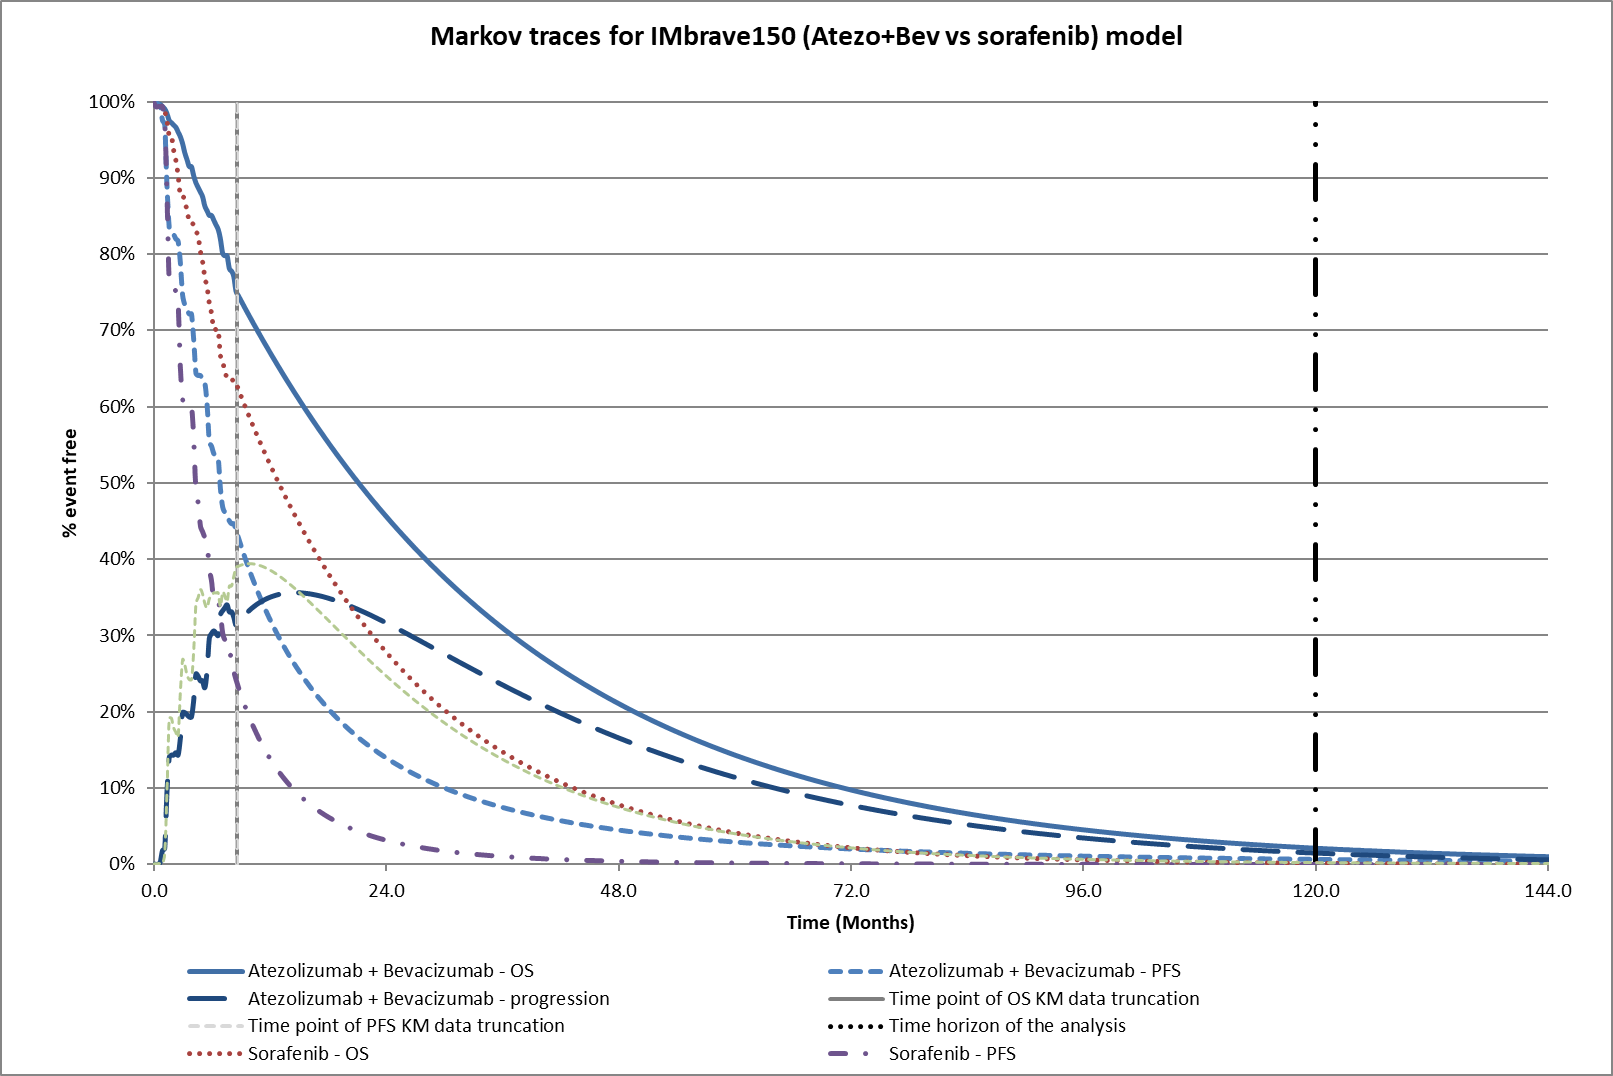 Markov traces for IMbrave150 (Atezo+Bev vs sorafenib) model
100%
90%
80%
70%
60%
50%
40%
30%
20%
10%
0%
% event free
0.0 24.0 48.0 72.0 96.0 120.0 144.0
Time (Months)
Atezolizumab + Bevacizumab - OS
Atezolizumab + Bevacizumab - PFS
Atezolizumab + Bevacizumab - progression
Time point of OS KM data truncation
Time point of PFS KM data truncation
Time horizon of the analysis
Sorafenib - OS
Sorafenib - PFS